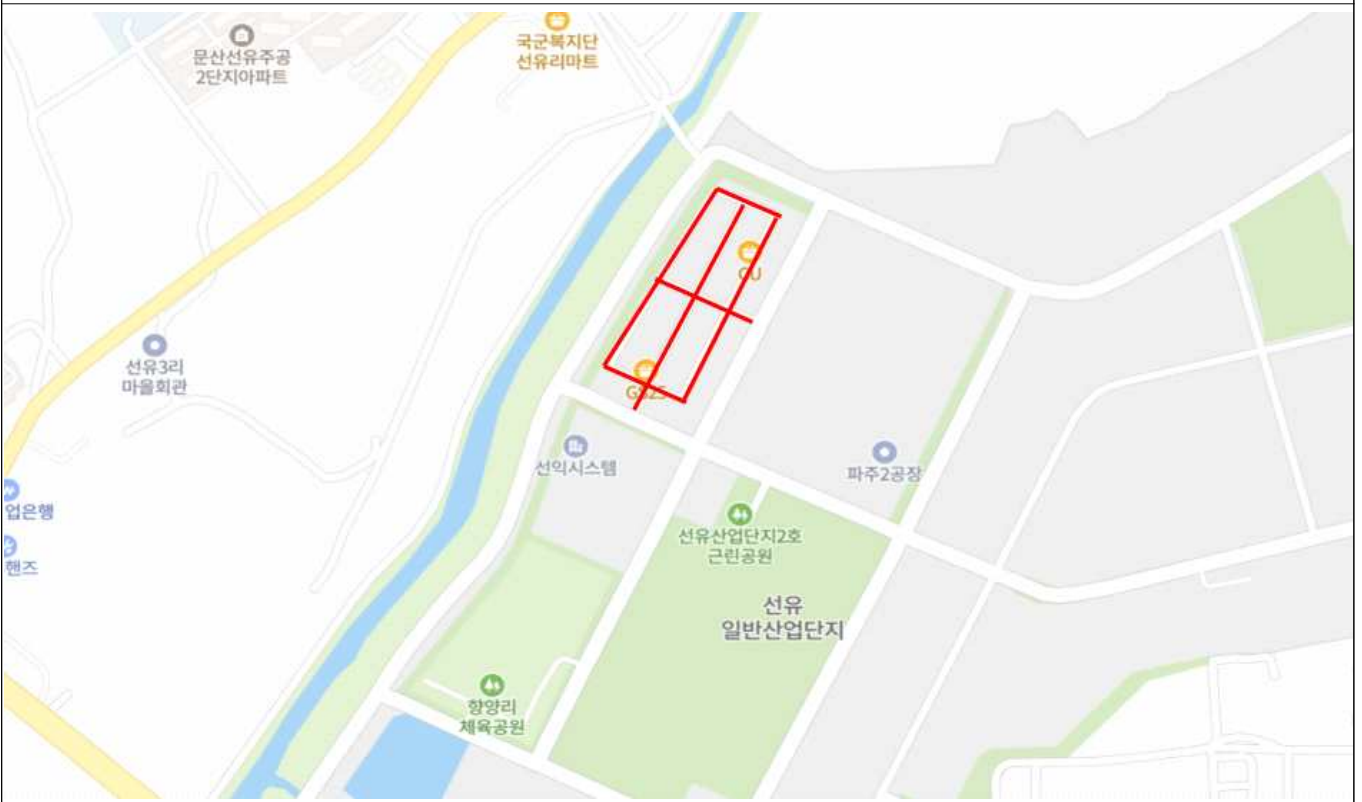 문산선유주공
2단지아파트
국군복지단
선유리마트
CU
GS25
선유3리
마을회관
선익시스템
파주2공장
업은행
핸즈
선유산업단지2호
근린공원
선유
일반산업단지
향양리
체육공원